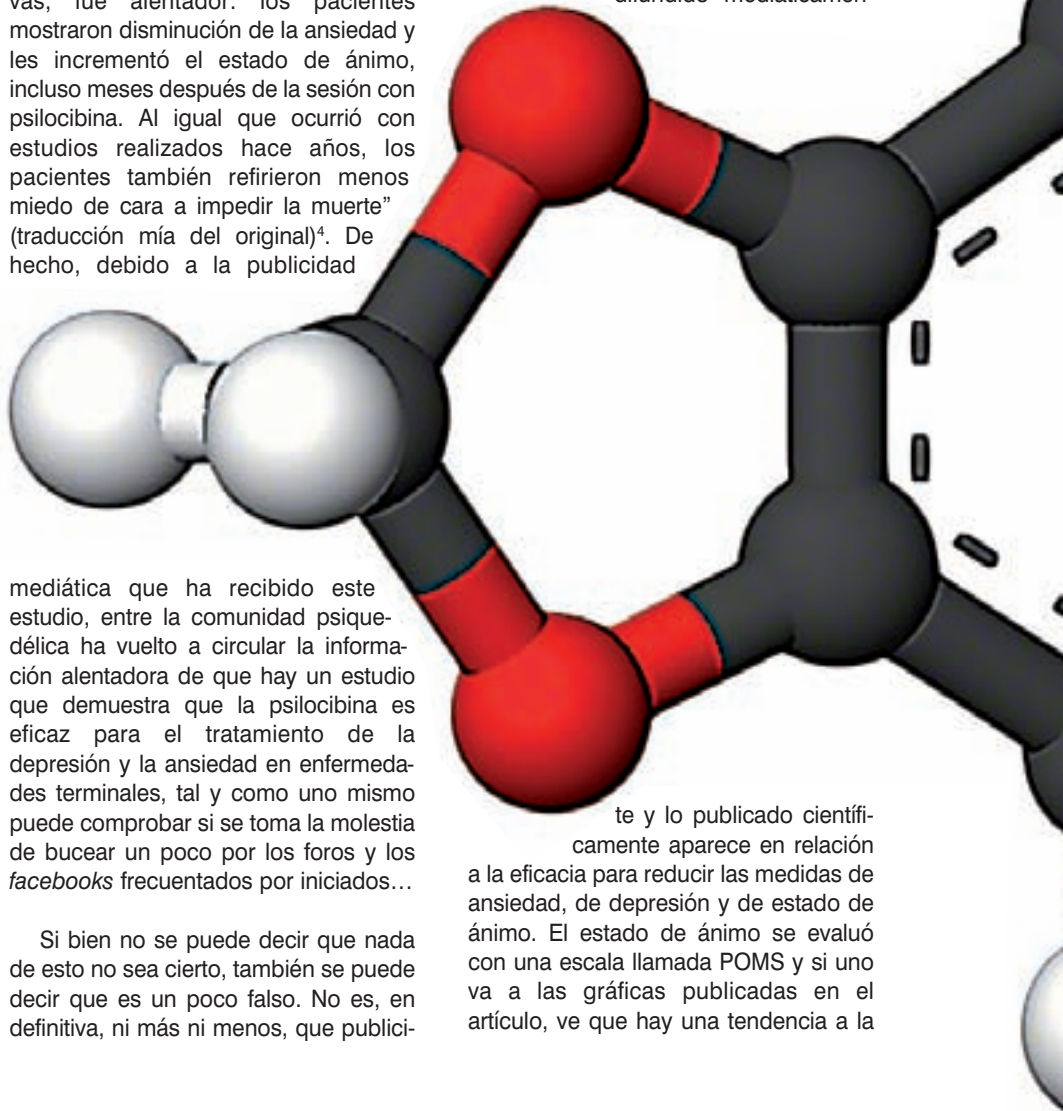 vas, fue alentador: los pacientes
mostraron disminución de la ansiedad y
les incrementó el estado de ánimo,
incluso meses después de la sesión con
psilocibina. Al igual que ocurrió con
estudios realizados hace años, los
pacientes también refirieron menos
miedo de cara a impedir la muerte”
(traducción mía del original)⁴. De
hecho, debido a la publicidad
mediática que ha recibido este
estudio, entre la comunidad psique-
délica ha vuelto a circular la informa-
ción alentadora de que hay un estudio
que demuestra que la psilocibina es
eficaz para el tratamiento de la
depresión y la ansiedad en enfermeda-
des terminales, tal y como uno mismo
puede comprobar si se toma la molestia
de bucear un poco por los foros y los
facebooks frecuentados por iniciados…
Si bien no se puede decir que nada
de esto no sea cierto, también se puede
decir que es un poco falso. No es, en
definitiva, ni más ni menos, que publici-
difundido mediáticamen-
te y lo publicado científi-
camente aparece en relación
a la eficacia para reducir las medidas de
ansiedad, de depresión y de estado de
ánimo. El estado de ánimo se evaluó
con una escala llamada POMS y si uno
va a las gráficas publicadas en el
artículo, ve que hay una tendencia a la